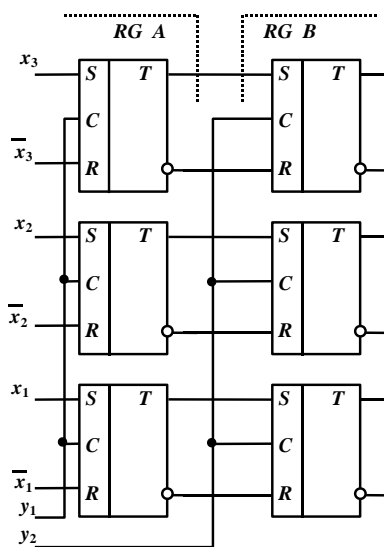 RG A RG B
x₃ S T S T
C C
x̅₃ R R
x₂ S T S T
C C
x̅₂ R R
x₁ S T S T
C C
x̅₁ R R
y₁
y₂